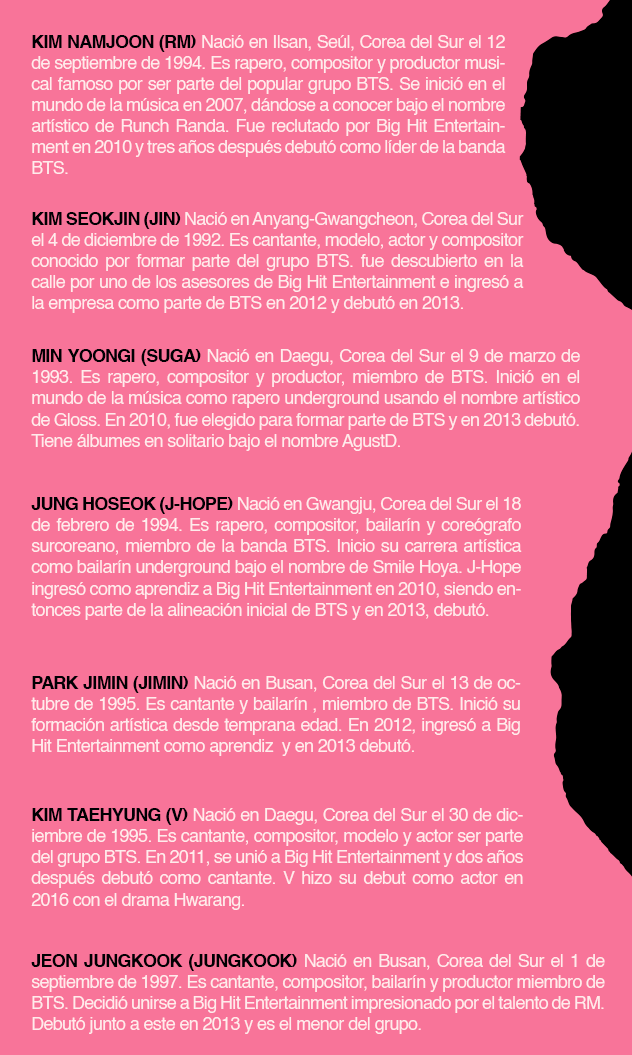 KIM NAMJOON (RM) Nació en Ilsan, Seúl, Corea del Sur el 12
de septiembre de 1994. Es rapero, compositor y productor musi-
cal famoso por ser parte del popular grupo BTS. Se inició en el
mundo de la música en 2007, dándose a conocer bajo el nombre
artístico de Runch Randa. Fue reclutado por Big Hit Entertain-
ment en 2010 y tres años después debutó como líder de la banda
BTS.
KIM SEOKJIN (JIN) Nació en Anyang-Gwangcheon, Corea del Sur
el 4 de diciembre de 1992. Es cantante, modelo, actor y compositor
conocido por formar parte del grupo BTS. fue descubierto en la
calle por uno de los asesores de Big Hit Entertainment e ingresó a
la empresa como parte de BTS en 2012 y debutó en 2013.
MIN YOONGI (SUGA) Nació en Daegu, Corea del Sur el 9 de marzo de
1993. Es rapero, compositor y productor, miembro de BTS. Inició en el
mundo de la música como rapero underground usando el nombre artístico
de Gloss. En 2010, fue elegido para formar parte de BTS y en 2013 debutó.
Tiene álbumes en solitario bajo el nombre AgustD.
JUNG HOSEOK (J-HOPE) Nació en Gwangju, Corea del Sur el 18
de febrero de 1994. Es rapero, compositor, bailarín y coreógrafo
surcoreano, miembro de la banda BTS. Inicio su carrera artística
como bailarín underground bajo el nombre de Smile Hoya. J-Hope
ingresó como aprendiz a Big Hit Entertainment en 2010, siendo en-
tonces parte de la alineación inicial de BTS y en 2013, debutó.
PARK JIMIN (JIMIN) Nació en Busan, Corea del Sur el 13 de oc-
tubre de 1995. Es cantante y bailarín , miembro de BTS. Inició su
formación artística desde temprana edad. En 2012, ingresó a Big
Hit Entertainment como aprendiz  y en 2013 debutó.
KIM TAEHYUNG (V) Nació en Daegu, Corea del Sur el 30 de dic-
iembre de 1995. Es cantante, compositor, modelo y actor ser parte
del grupo BTS. En 2011, se unió a Big Hit Entertainment y dos años
después debutó como cantante. V hizo su debut como actor en
2016 con el drama Hwarang.
JEON JUNGKOOK (JUNGKOOK) Nació en Busan, Corea del Sur el 1 de
septiembre de 1997. Es cantante, compositor, bailarín y productor miembro de
BTS. Decidió unirse a Big Hit Entertainment impresionado por el talento de RM.
Debutó junto a este en 2013 y es el menor del grupo.